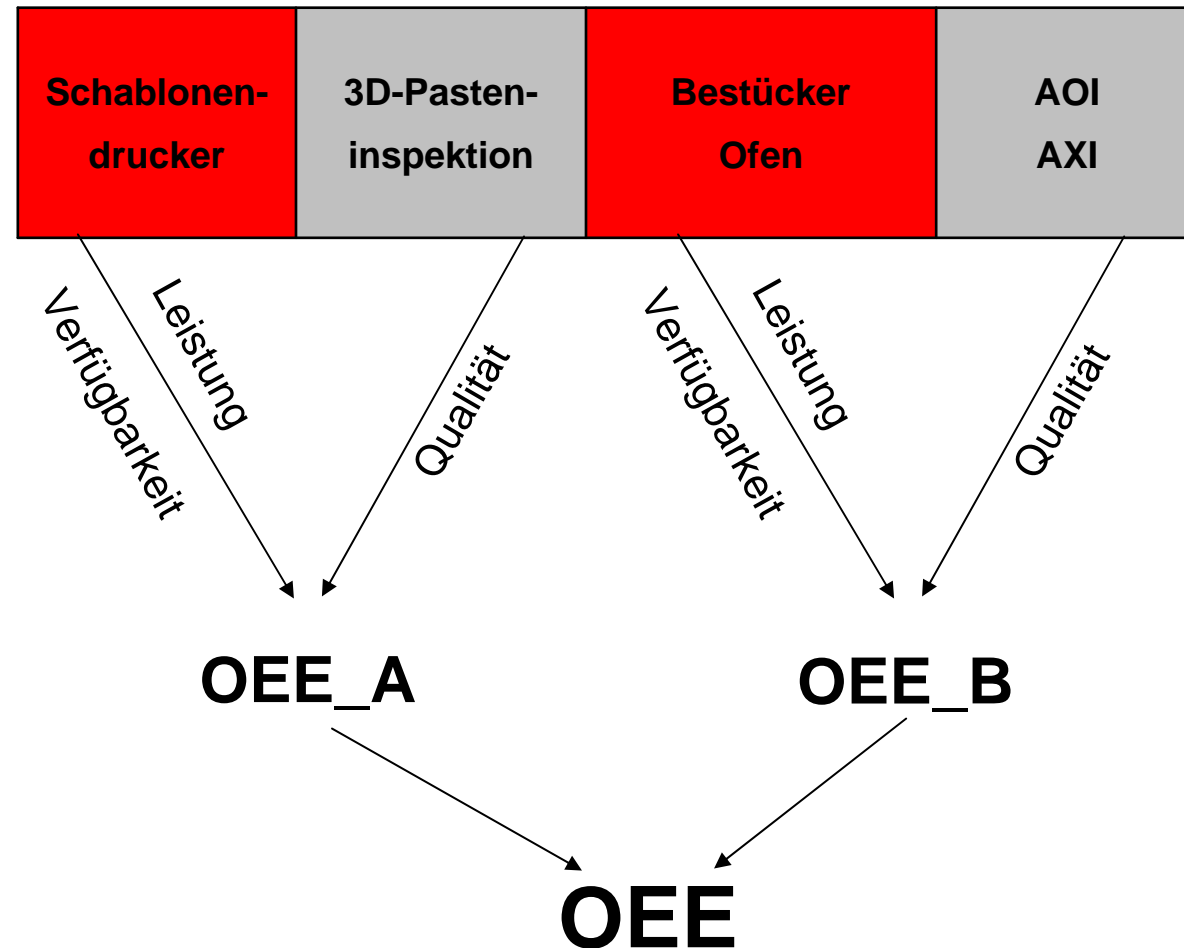 Schablonen-
drucker
3D-Pasten-
inspektion
Bestücker
Ofen
AOI
AXI
Verfügbarkeit
Leistung
Qualität
Verfügbarkeit
Leistung
Qualität
OEE_A
OEE_B
OEE